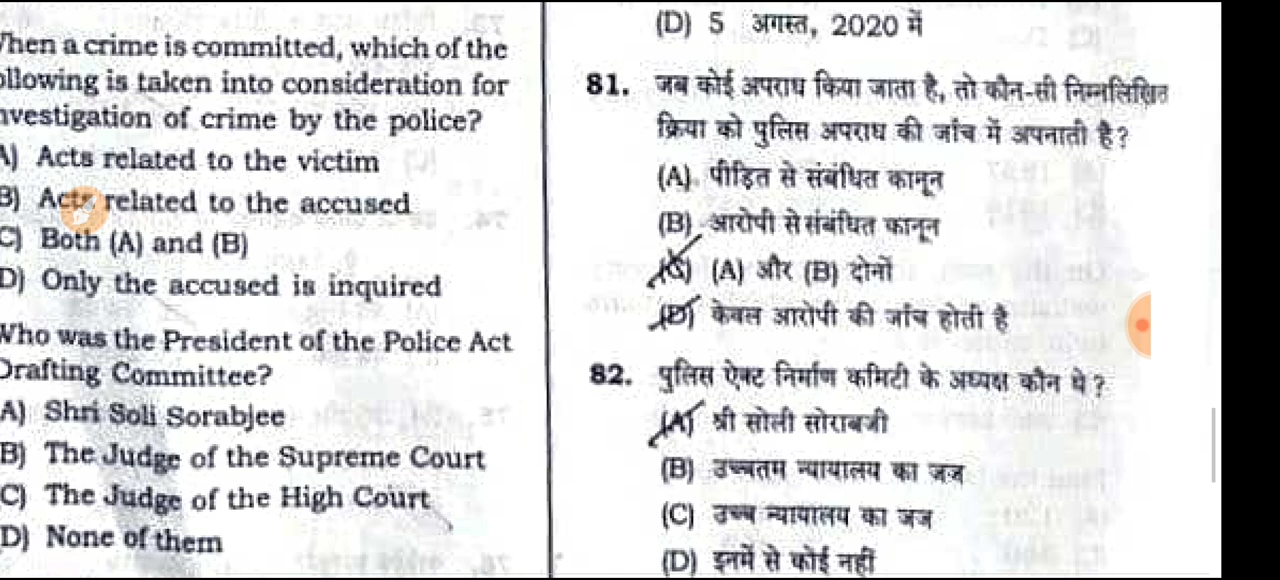 When a crime is committed, which of the
following is taken into consideration for
investigation of crime by the police?
A) Acts related to the victim
B) Acts related to the accused
C) Both (A) and (B)
D) Only the accused is inquired
Who was the President of the Police Act
Drafting Committee?
A) Shri Soli Sorabjee
B) The Judge of the Supreme Court
C) The Judge of the High Court
D) None of them
(D) 5 अगस्त, 2020 में
81. जब कोई अपराध किया जाता है, तो कौन-सी निम्नलिखित
क्रिया को पुलिस अपराध की जाँच में अपनाती है?
(A) पीड़ित से संबंधित कानून
(B) आरोपी से संबंधित कानून
(C) (A) और (B) दोनों
(D) केवल आरोपी की जाँच होती है
82. पुलिस ऐक्ट निर्माण कमिटी के अध्यक्ष कौन थे?
(A) श्री सोली सोराबजी
(B) उच्चतम न्यायालय का जज
(C) उच्च न्यायालय का जज
(D) इनमें से कोई नहीं